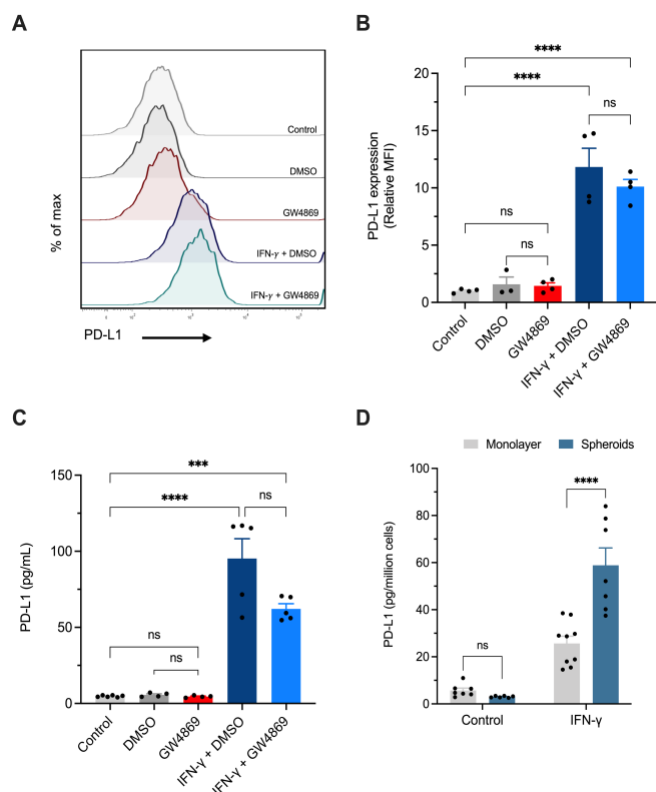 A
Control
DMSO
GW4869
IFN-γ + DMSO
IFN-γ + GW4869
% of max
PD-L1
B
****
****
ns
ns
ns
PD-L1 expression
(Relative MFI)
20
15
10
5
0
Control
DMSO
GW4869
IFN-γ + DMSO
IFN-γ + GW4869
C
***
****
ns
ns
ns
PD-L1 (pg/mL)
150
100
50
0
Control
DMSO
GW4869
IFN-γ + DMSO
IFN-γ + GW4869
D
Monolayer
Spheroids
****
ns
PD-L1 (pg/million cells)
100
80
60
40
20
0
Control
IFN-γ